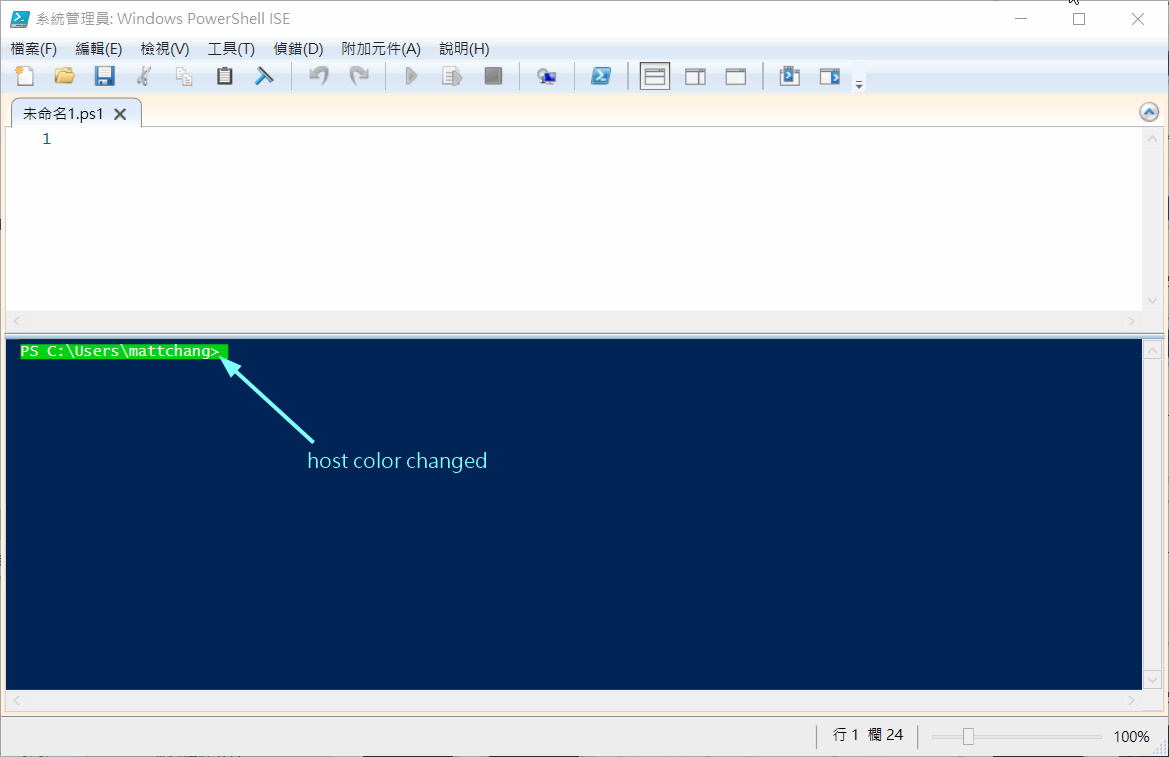 系統管理員: Windows PowerShell ISE
檔案(F) 編輯(E) 檢視(V) 工具(T) 偵錯(D) 附加元件(A) 說明(H)
未命名1.ps1
1
PS C:\Users\mattchang>
host color changed
行 1 欄 24 100%